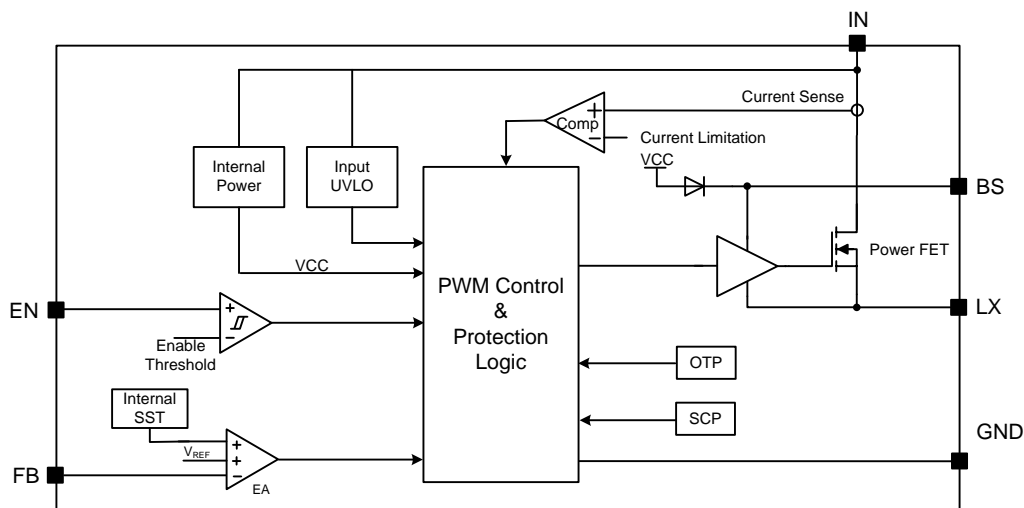 IN
Current Sense
+
Comp
−
Current Limitation
VCC
BS
Internal
Power
Input
UVLO
Power FET
VCC
PWM Control
&
Protection
Logic
EN
+
−
Enable
Threshold
LX
OTP
Internal
SST
SCP
GND
+
VREF
+
−
FB
EA